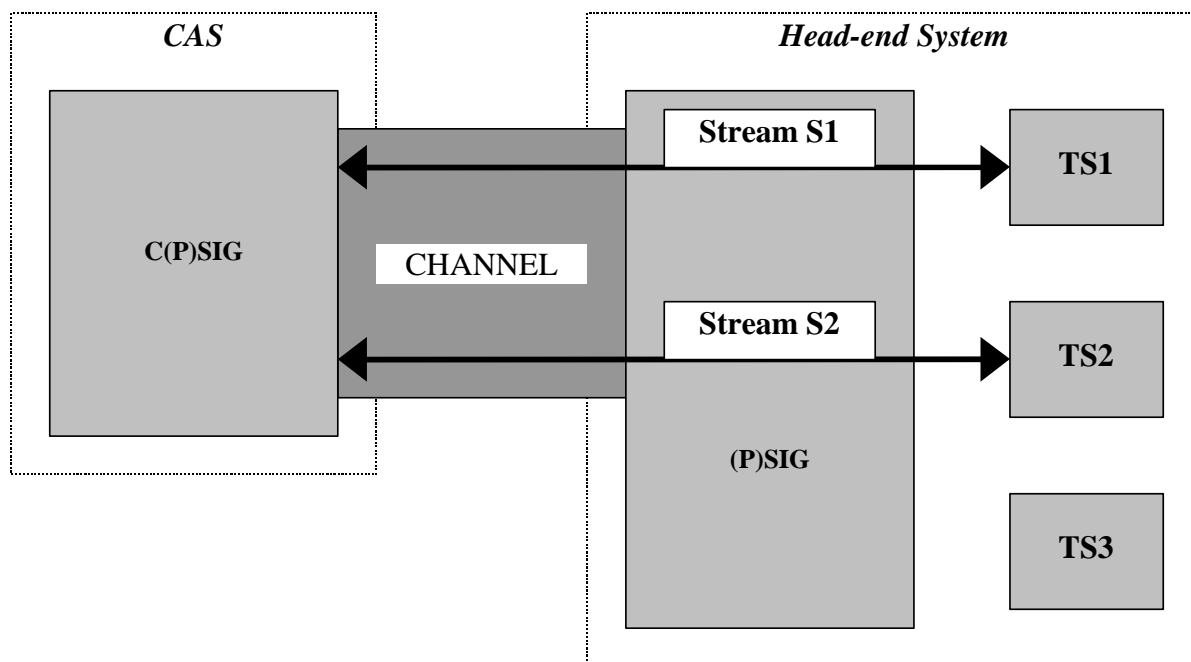 CAS
Head-end System
Stream S1
TS1
C(P)SIG
CHANNEL
Stream S2
TS2
(P)SIG
TS3